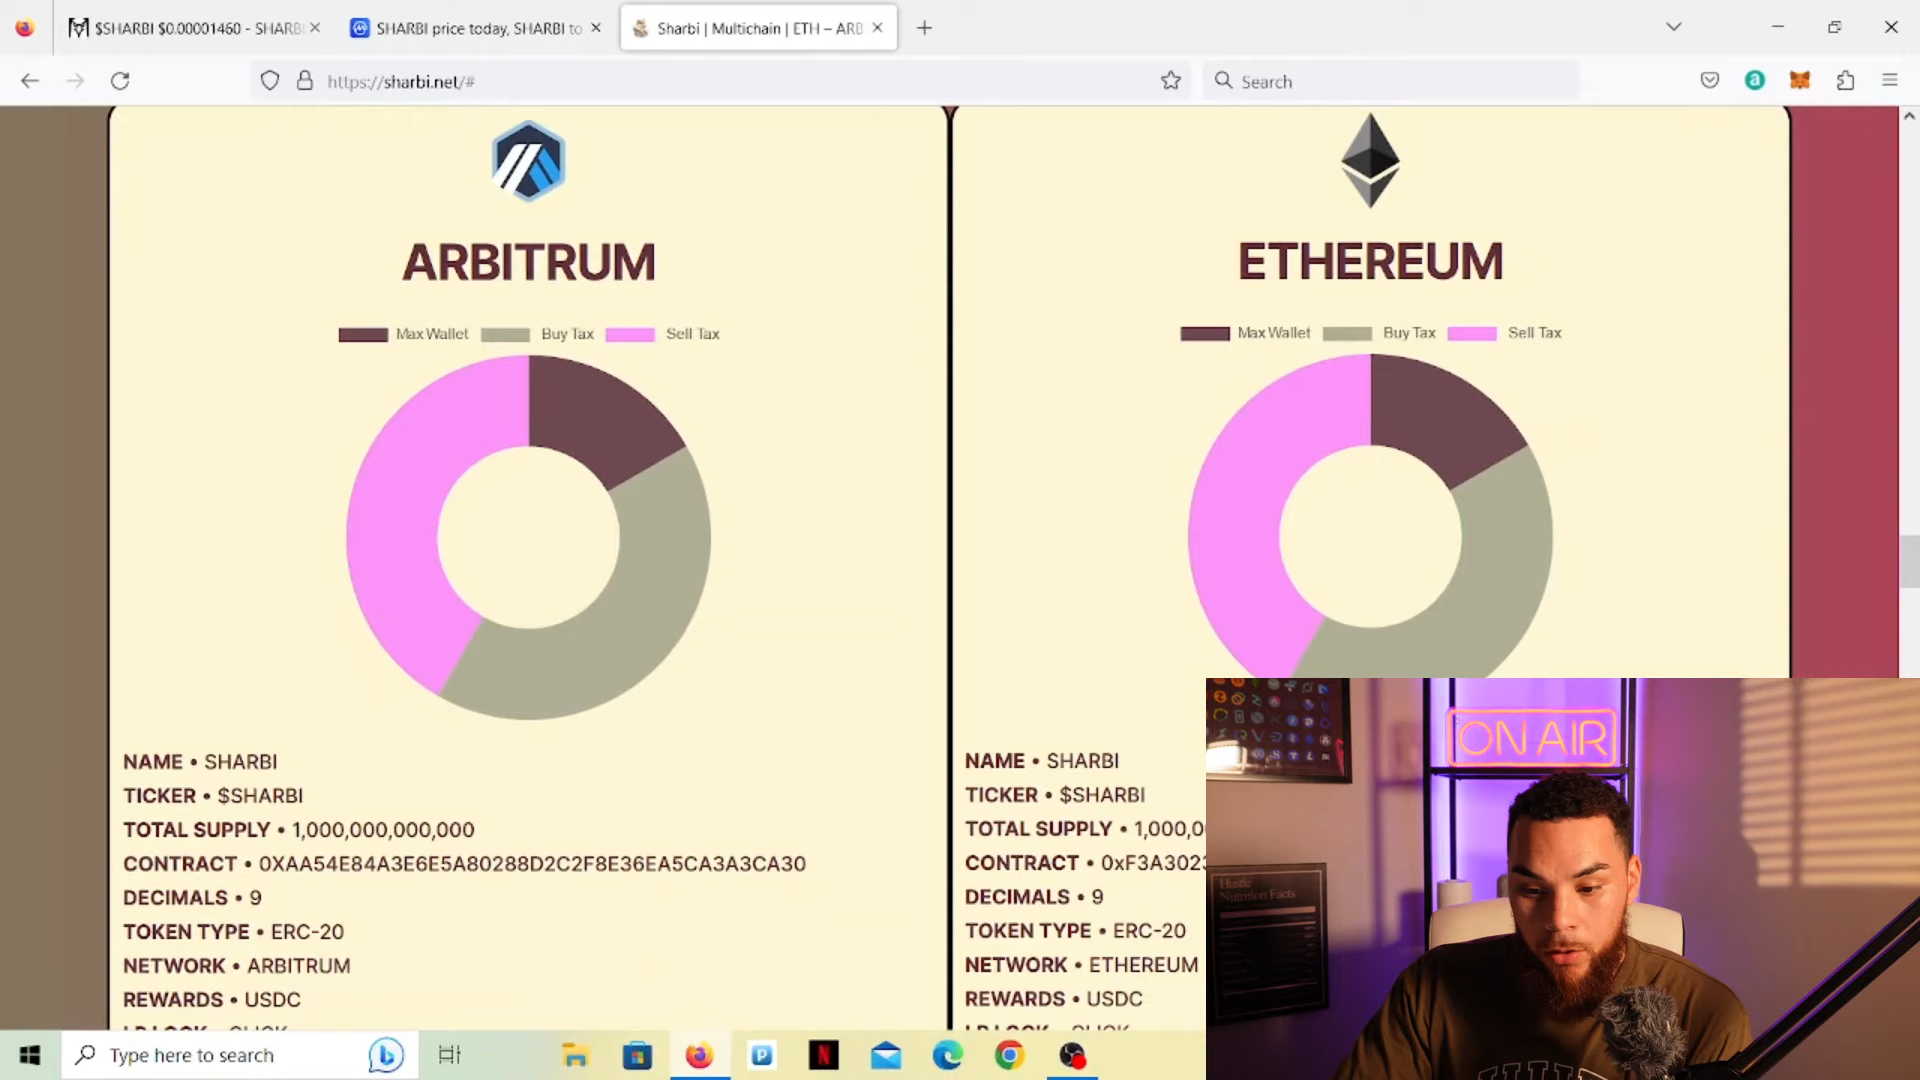 $SHARBI $0.00001460 - SHARBI
SHARBI price today, SHARBI to
Sharbi | Multichain | ETH – ARB
https://sharbi.net/#
Search
ARBITRUM
Max Wallet
Buy Tax
Sell Tax
NAME • SHARBI
TICKER • $SHARBI
TOTAL SUPPLY • 1,000,000,000,000
CONTRACT • 0XAA54E84A3E6E5A80288D2C2F8E36EA5CA3A3CA30
DECIMALS • 9
TOKEN TYPE • ERC-20
NETWORK • ARBITRUM
REWARDS • USDC
ETHEREUM
Max Wallet
Buy Tax
Sell Tax
NAME • SHARBI
TICKER • $SHARBI
TOTAL SUPPLY • 1,000,0
CONTRACT • 0xF3A3023
DECIMALS • 9
TOKEN TYPE • ERC-20
NETWORK • ETHEREUM
REWARDS • USDC
ON AIR
Hustle
Nutrition Facts
Type here to search